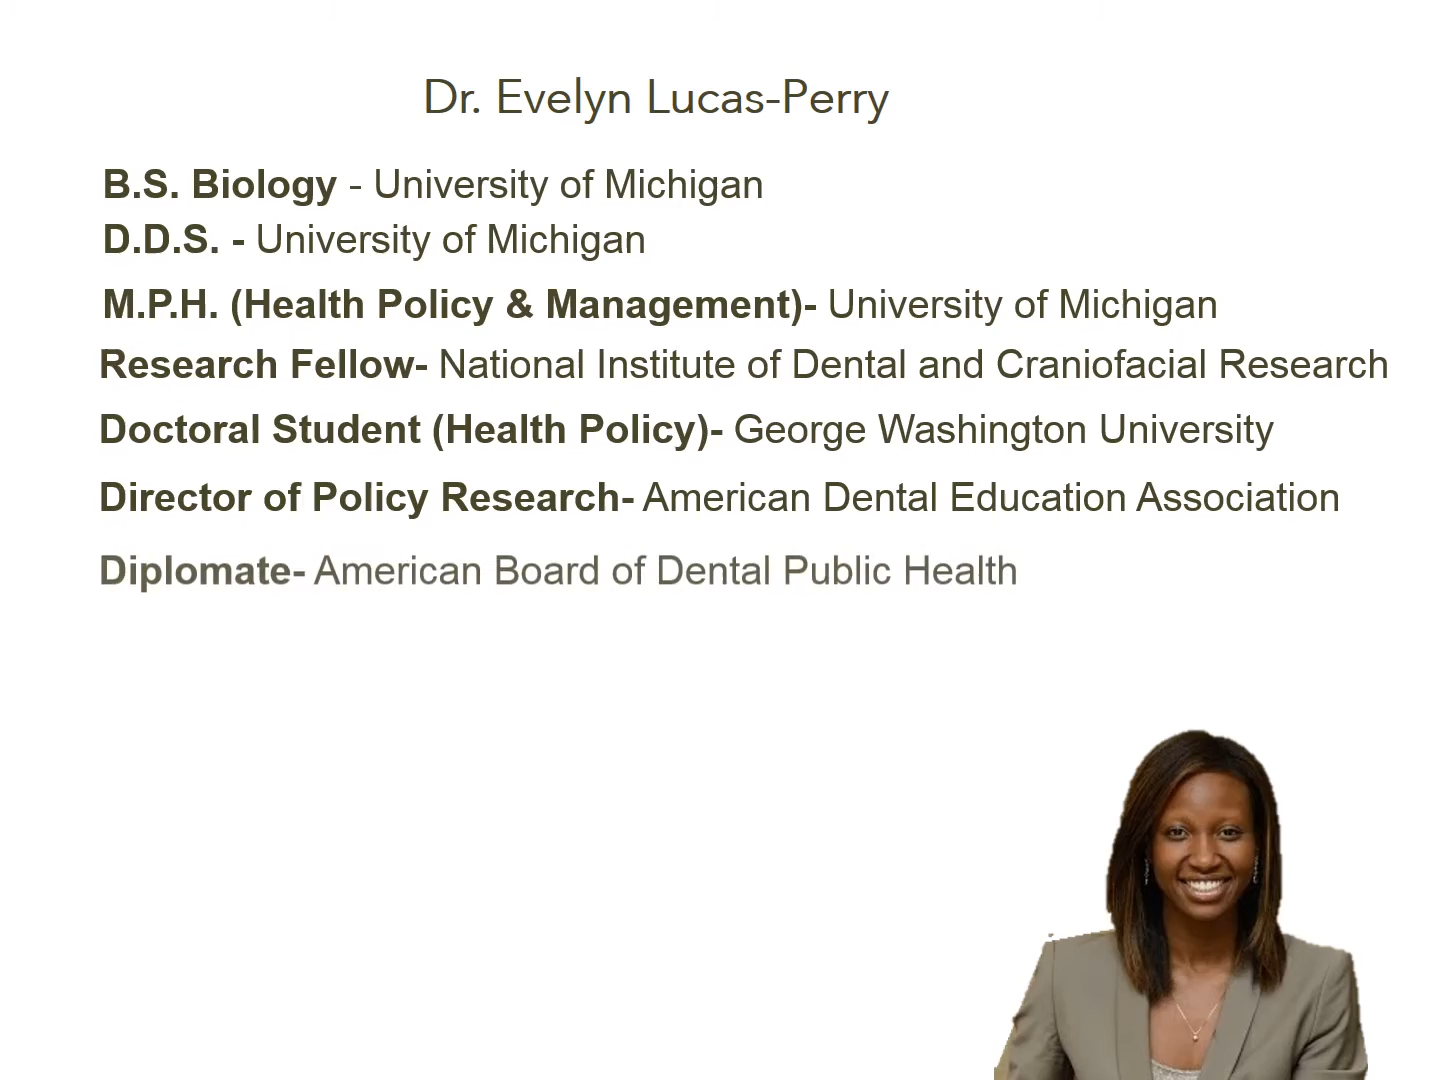 Dr. Evelyn Lucas-Perry
B.S. Biology - University of Michigan
D.D.S. - University of Michigan
M.P.H. (Health Policy & Management)- University of Michigan
Research Fellow- National Institute of Dental and Craniofacial Research
Doctoral Student (Health Policy)- George Washington University
Director of Policy Research- American Dental Education Association
Diplomate- American Board of Dental Public Health